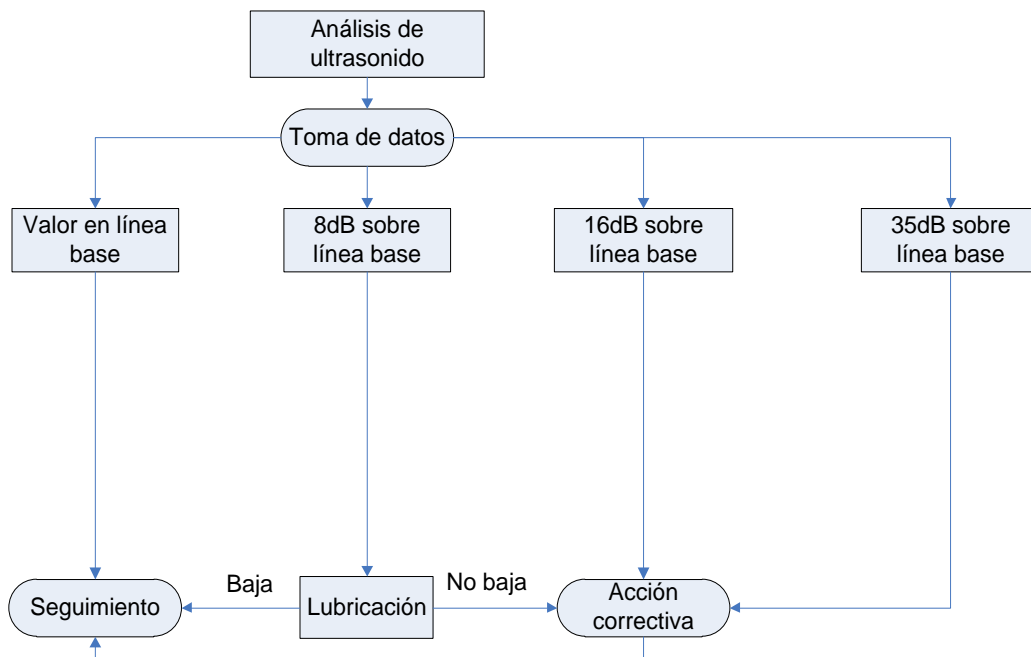 Análisis de
ultrasonido
Toma de datos
Valor en línea
base
8dB sobre
línea base
16dB sobre
línea base
35dB sobre
línea base
Baja
No baja
Seguimiento
Lubricación
Acción
correctiva